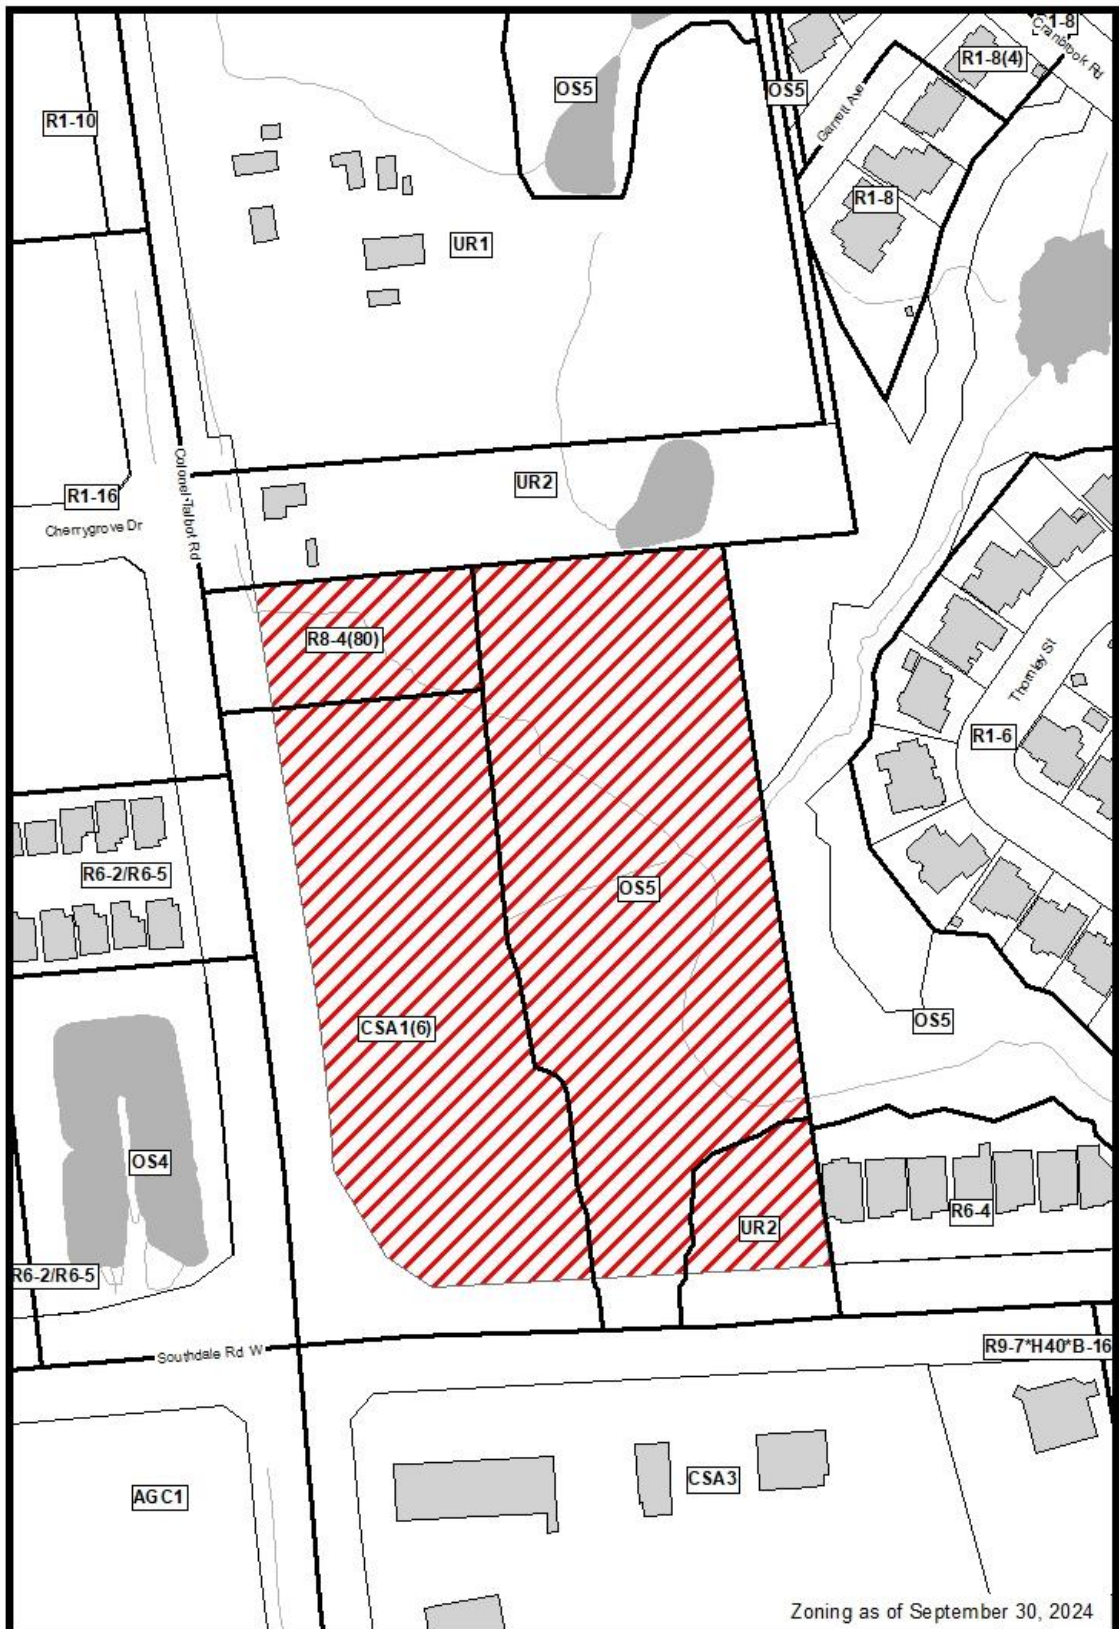 R1-8
Cranbrook Rd
R1-8(4)
OS5
OS5
R1-10
Garrett Ave
R1-8
UR1
Colonel Talbot Rd
UR2
R1-16
Cherrygrove Dr
R8-4(80)
Thornley St
R1-6
R6-2/R6-5
OS5
CSA1(6)
OS5
OS4
R6-4
UR2
R6-2/R6-5
Southdale Rd W
R9-7*H40*B-16
CSA3
AGC1
Zoning as of September 30, 2024